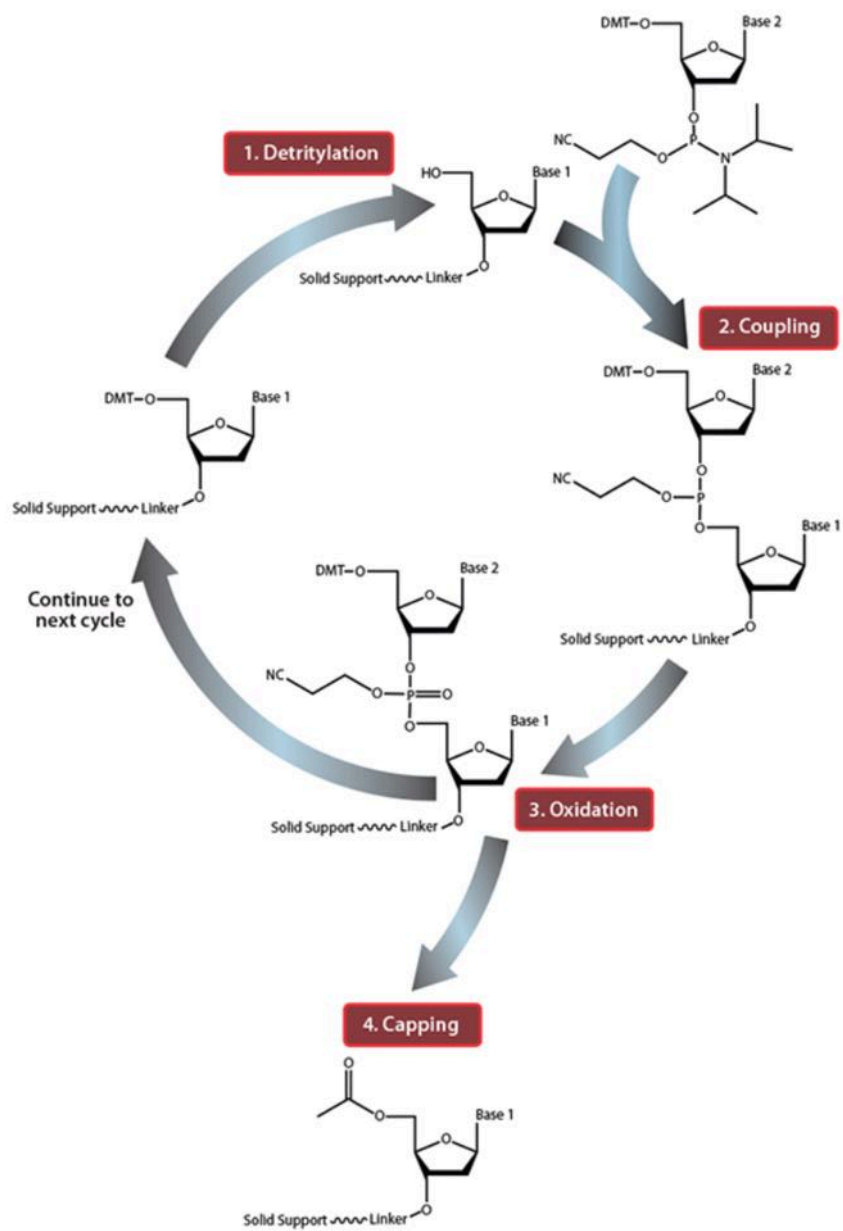 DMT–O
Base 2
O
O
NC
O
P
N
1. Detritylation
HO
Base 1
O
O
Solid Support
Linker
2. Coupling
DMT–O
Base 2
O
O
NC
O
P
O
Base 1
O
O
Solid Support
Linker
DMT–O
Base 1
O
O
Solid Support
Linker
Continue to
next cycle
DMT–O
Base 2
O
O
NC
O
P
O
O
Base 1
O
O
Solid Support
Linker
3. Oxidation
4. Capping
O
O
Base 1
O
O
Solid Support
Linker